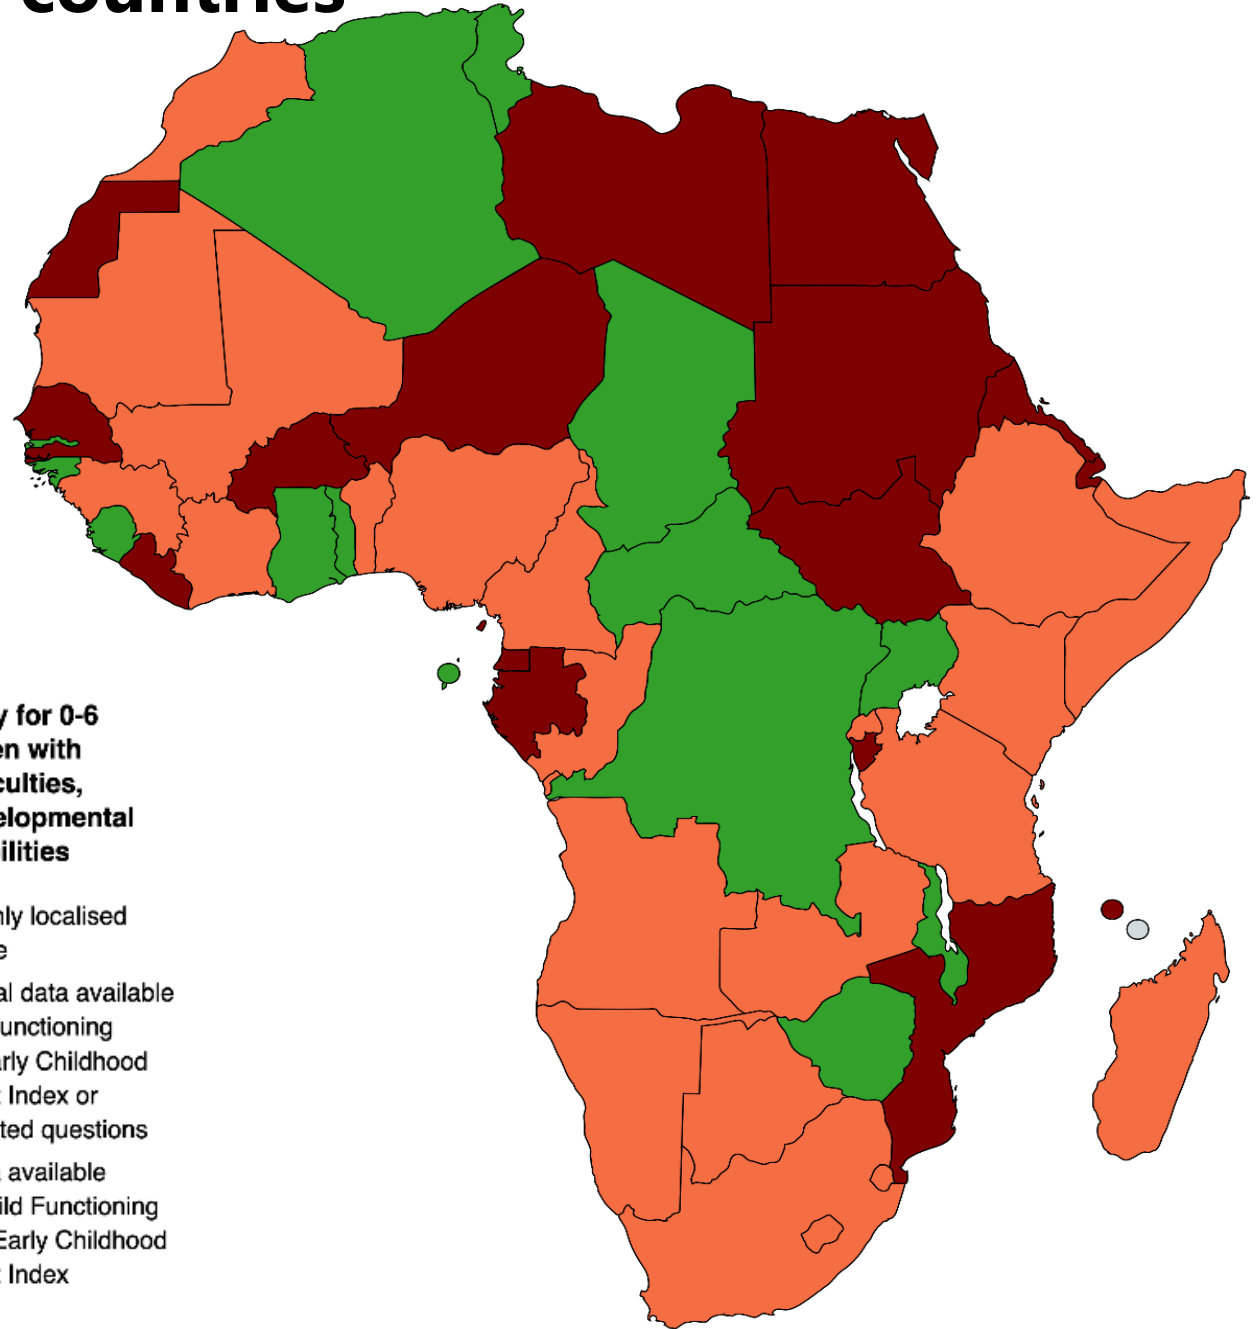 countries
y for 0-6
en with
culties,
elopmental
ilities
nly localised
e
al data available
unctioning
arly Childhood
t Index or
ted questions
a available
ild Functioning
Early Childhood
t Index